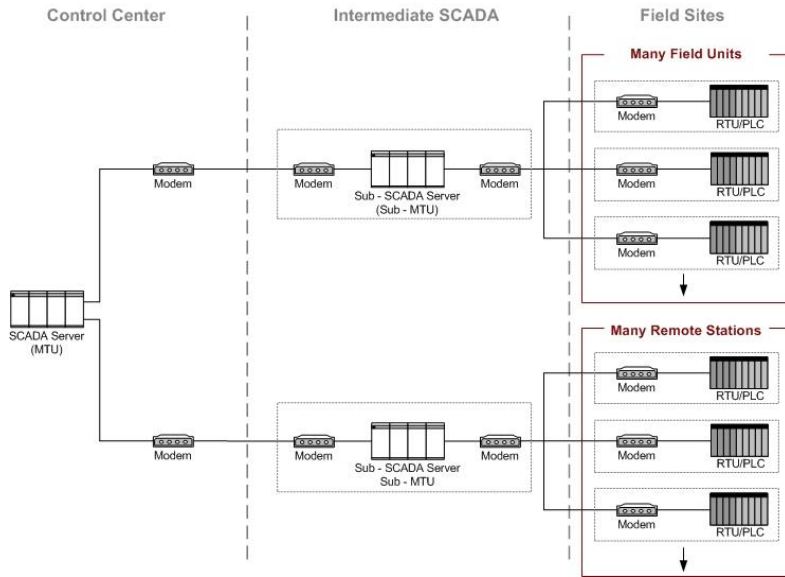 Control Center
Intermediate SCADA
Field Sites
Many Field Units
Modem
RTU/PLC
Modem
Modem
Sub - SCADA Server
(Sub - MTU)
Modem
Modem
RTU/PLC
Modem
RTU/PLC
SCADA Server
(MTU)
Many Remote Stations
Modem
RTU/PLC
Modem
Modem
Sub - SCADA Server
Sub - MTU
Modem
Modem
RTU/PLC
Modem
RTU/PLC